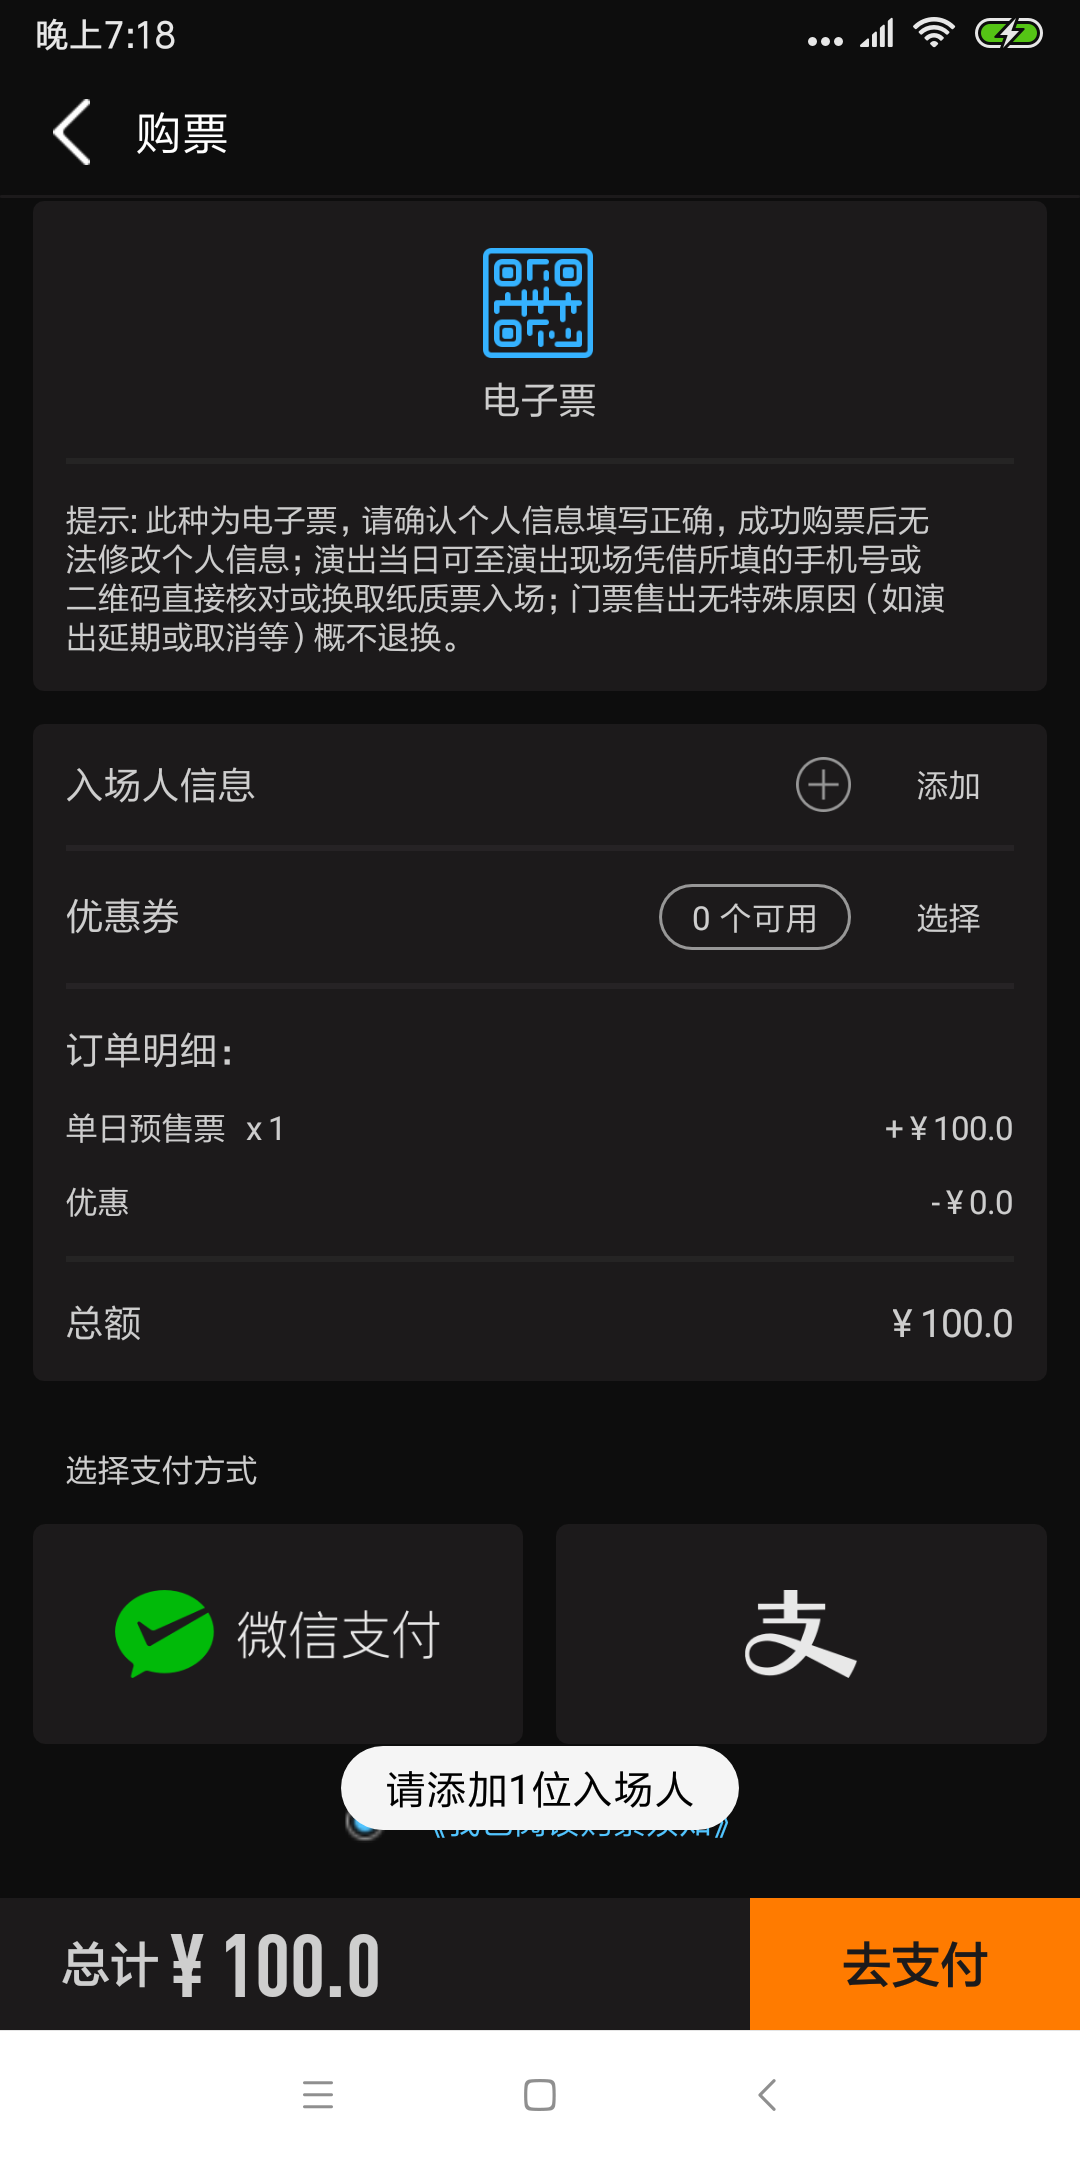 晚上7:18
购票
电子票
提示: 此种为电子票, 请确认个人信息填写正确, 成功购票后无
法修改个人信息; 演出当日可至演出现场凭借所填的手机号或
二维码直接核对或换取纸质票入场; 门票售出无特殊原因 (如演
出延期或取消等) 概不退换。
入场人信息 添加
优惠券 0 个可用 选择
订单明细:
单日预售票 x 1 +¥100.0
优惠 -¥0.0
总额 ¥100.0
选择支付方式
微信支付 支
请添加1位入场人
总计¥ 100.0 去支付